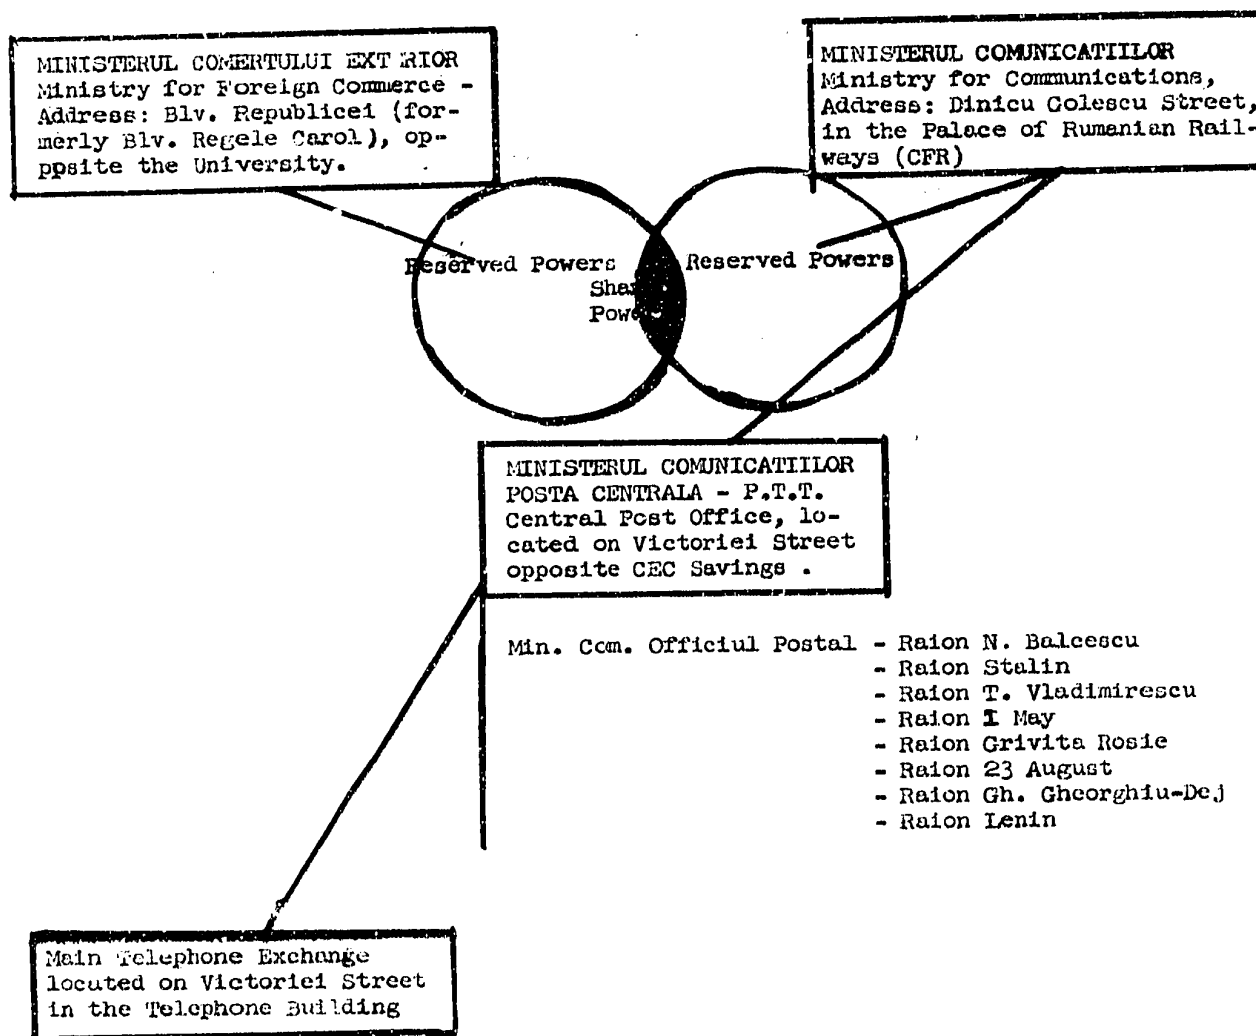 MINISTERUL COMERTULUI EXT RIOR
Ministry for Foreign Commerce -
Address: Blv. Republicei (for-
merly Blv. Regele Carol), op-
pposite the University.
MINISTERUL COMUNICATIILOR
Ministry for Communications,
Address: Dinicu Golescu Street,
in the Palace of Rumanian Rail-
ways (CFR)
Reserved Powers
Reserved Powers
MINISTERUL COMUNICATIILOR
POSTA CENTRALA - P.T.T.
Central Post Office, lo-
cated on Victoriei Street
opposite CEC Savings .
Min. Com. Officiul Postal - Raion N. Balcescu
- Raion Stalin
- Raion T. Vladimirescu
- Raion I May
- Raion Grivita Rosie
- Raion 23 August
- Raion Gh. Gheorghiu-Dej
- Raion Lenin
Main Telephone Exchange
located on Victoriei Street
in the Telephone Building